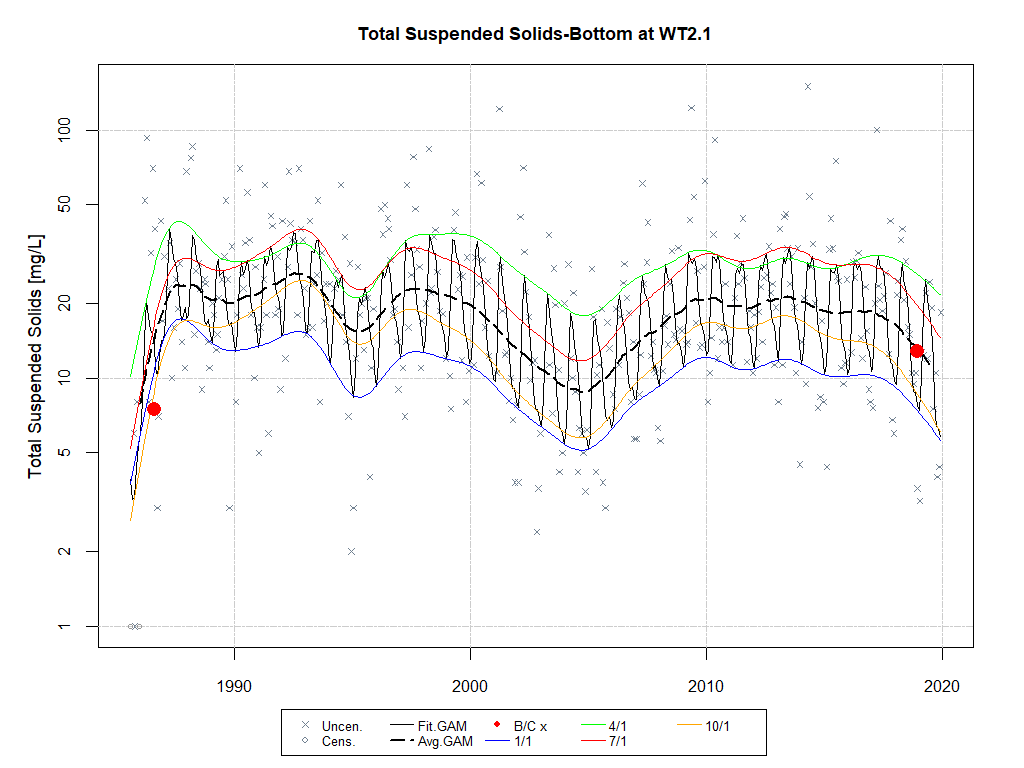 Total Suspended Solids-Bottom at WT2.1
Total Suspended Solids [mg/L]
100
50
20
10
5
2
1
1990 2000 2010 2020
Uncen. Fit.GAM B/C x 4/1 10/1
Cens. Avg.GAM 1/1 7/1